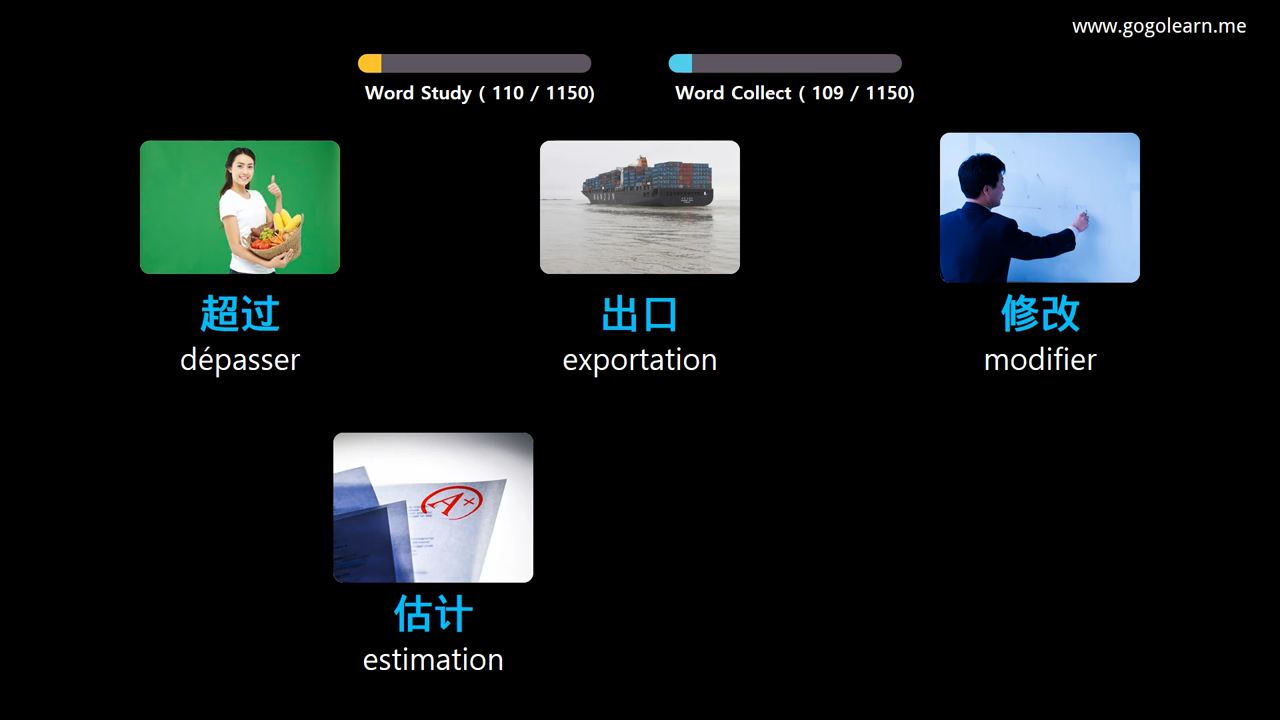 www.gogolearn.me
Word Study ( 110 / 1150)
Word Collect ( 109 / 1150)
超过
dépasser
出口
exportation
修改
modifier
A+
估计
estimation